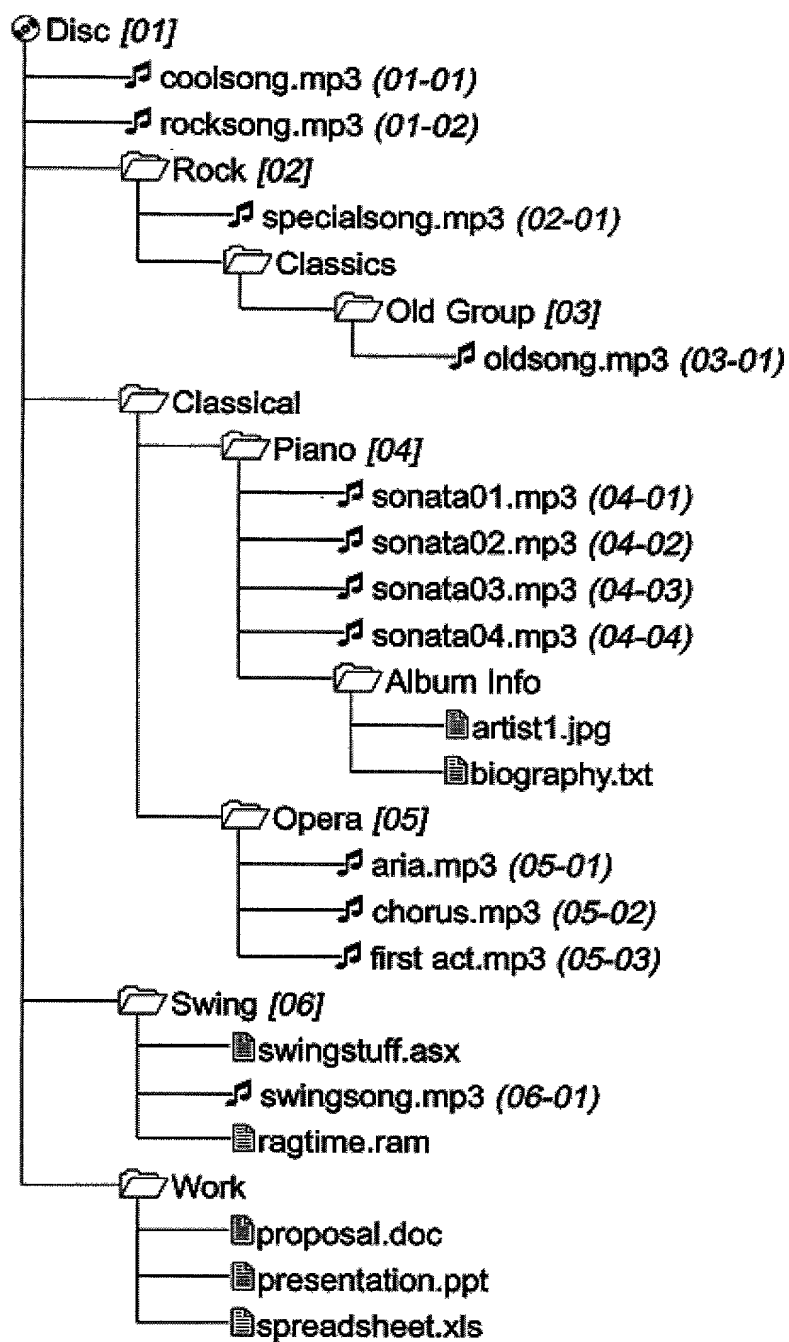 Disc [01]
coolsong.mp3 (01-01)
rocksong.mp3 (01-02)
Rock [02]
specialsong.mp3 (02-01)
Classics
Old Group [03]
oldsong.mp3 (03-01)
Classical
Piano [04]
sonata01.mp3 (04-01)
sonata02.mp3 (04-02)
sonata03.mp3 (04-03)
sonata04.mp3 (04-04)
Album Info
artist1.jpg
biography.txt
Opera [05]
aria.mp3 (05-01)
chorus.mp3 (05-02)
first act.mp3 (05-03)
Swing [06]
swingstuff.asx
swingsong.mp3 (06-01)
ragtime.ram
Work
proposal.doc
presentation.ppt
spreadsheet.xls